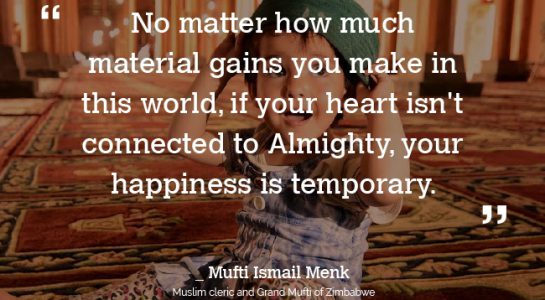 “
No matter how much
material gains you make in
this world, if your heart isn't
connected to Almighty, your
happiness is temporary.
”
_ Mufti Ismail Menk
Muslim cleric and Grand Mufti of Zimbabwe